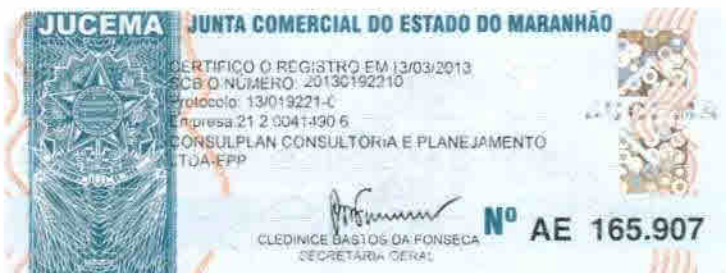 JUCEMA JUNTA COMERCIAL DO ESTADO DO MARANHÃO
CERTIFICO O REGISTRO EM 13/03/2013
SOB O NÚMERO: 20130192210
Protocolo: 13/019221-0
Empresa:21 2 0041490 6
CONSULPLAN CONSULTORIA E PLANEJAMENTO
LTDA-EPP
CLEDINICE BASTOS DA FONSECA
SECRETARIA GERAL
Nº AE 165.907